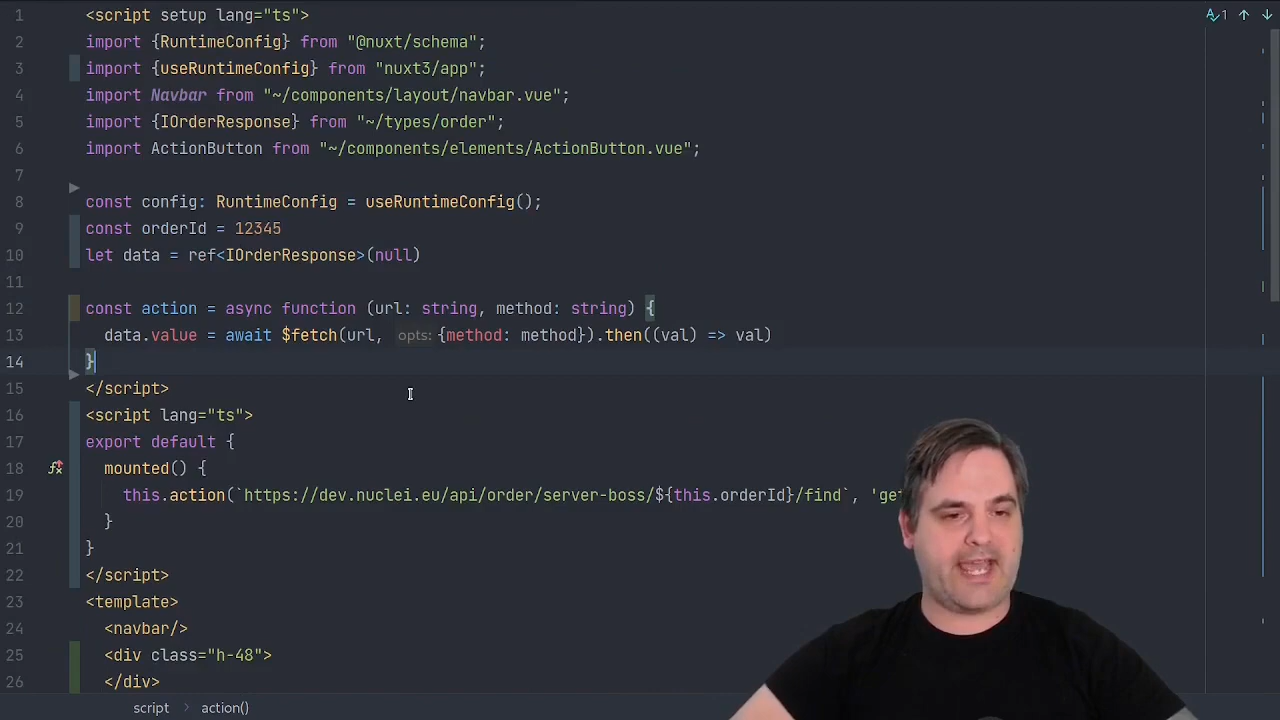 1 <script setup lang="ts">
2 import {RuntimeConfig} from "@nuxt/schema";
3 import {useRuntimeConfig} from "nuxt3/app";
4 import Navbar from "~/components/layout/navbar.vue";
5 import {IOrderResponse} from "~/types/order";
6 import ActionButton from "~/components/elements/ActionButton.vue";
7
8 const config: RuntimeConfig = useRuntimeConfig();
9 const orderId = 12345
10 let data = ref<IOrderResponse>(null)
11
12 const action = async function (url: string, method: string) {
13 data.value = await $fetch(url, opts: {method: method}).then((val) => val)
14 }
15 </script>
16 <script lang="ts">
17 export default {
18 mounted() {
19 this.action(`https://dev.nuclei.eu/api/order/server-boss/${this.orderId}/find`, 'get
20 }
21 }
22 </script>
23 <template>
24 <navbar/>
25 <div class="h-48">
26 </div>
script > action()
1